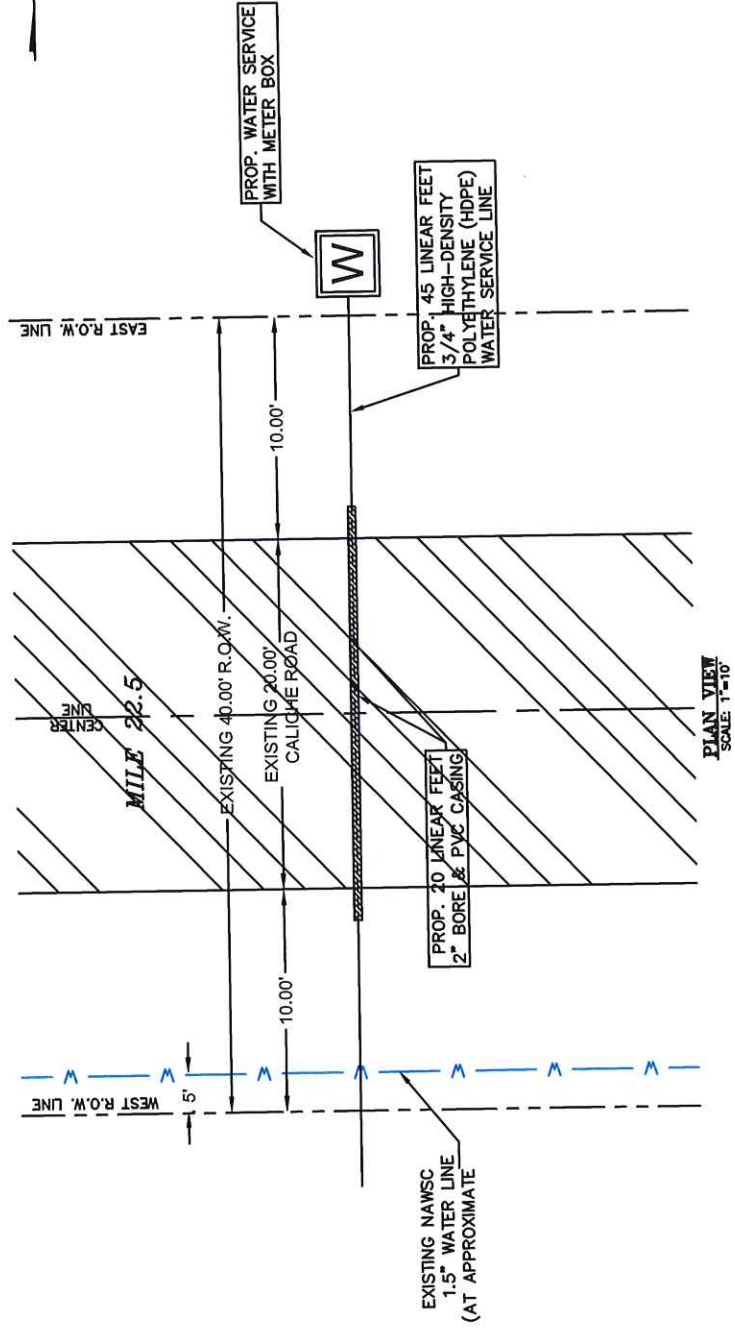 PROP. WATER SERVICE
WITH METER BOX
W
EAST R.O.W. LINE
PROP. 45 LINEAR FEET
3/4" HIGH-DENSITY
POLYETHYLENE (HDPE)
WATER SERVICE LINE
10.00'
CENTER
LINE
MILE 22.5
EXISTING 40.00' R.O.W.
EXISTING 20.00'
CALICHE ROAD
PROP. 20 LINEAR FEET
2" BORE & PVC CASING
10.00'
WEST R.O.W. LINE
5'
W
W
W
W
W
W
W
EXISTING NAWSC
1.5" WATER LINE
(AT APPROXIMATE
PLAN VIEW
SCALE: 1"=10'